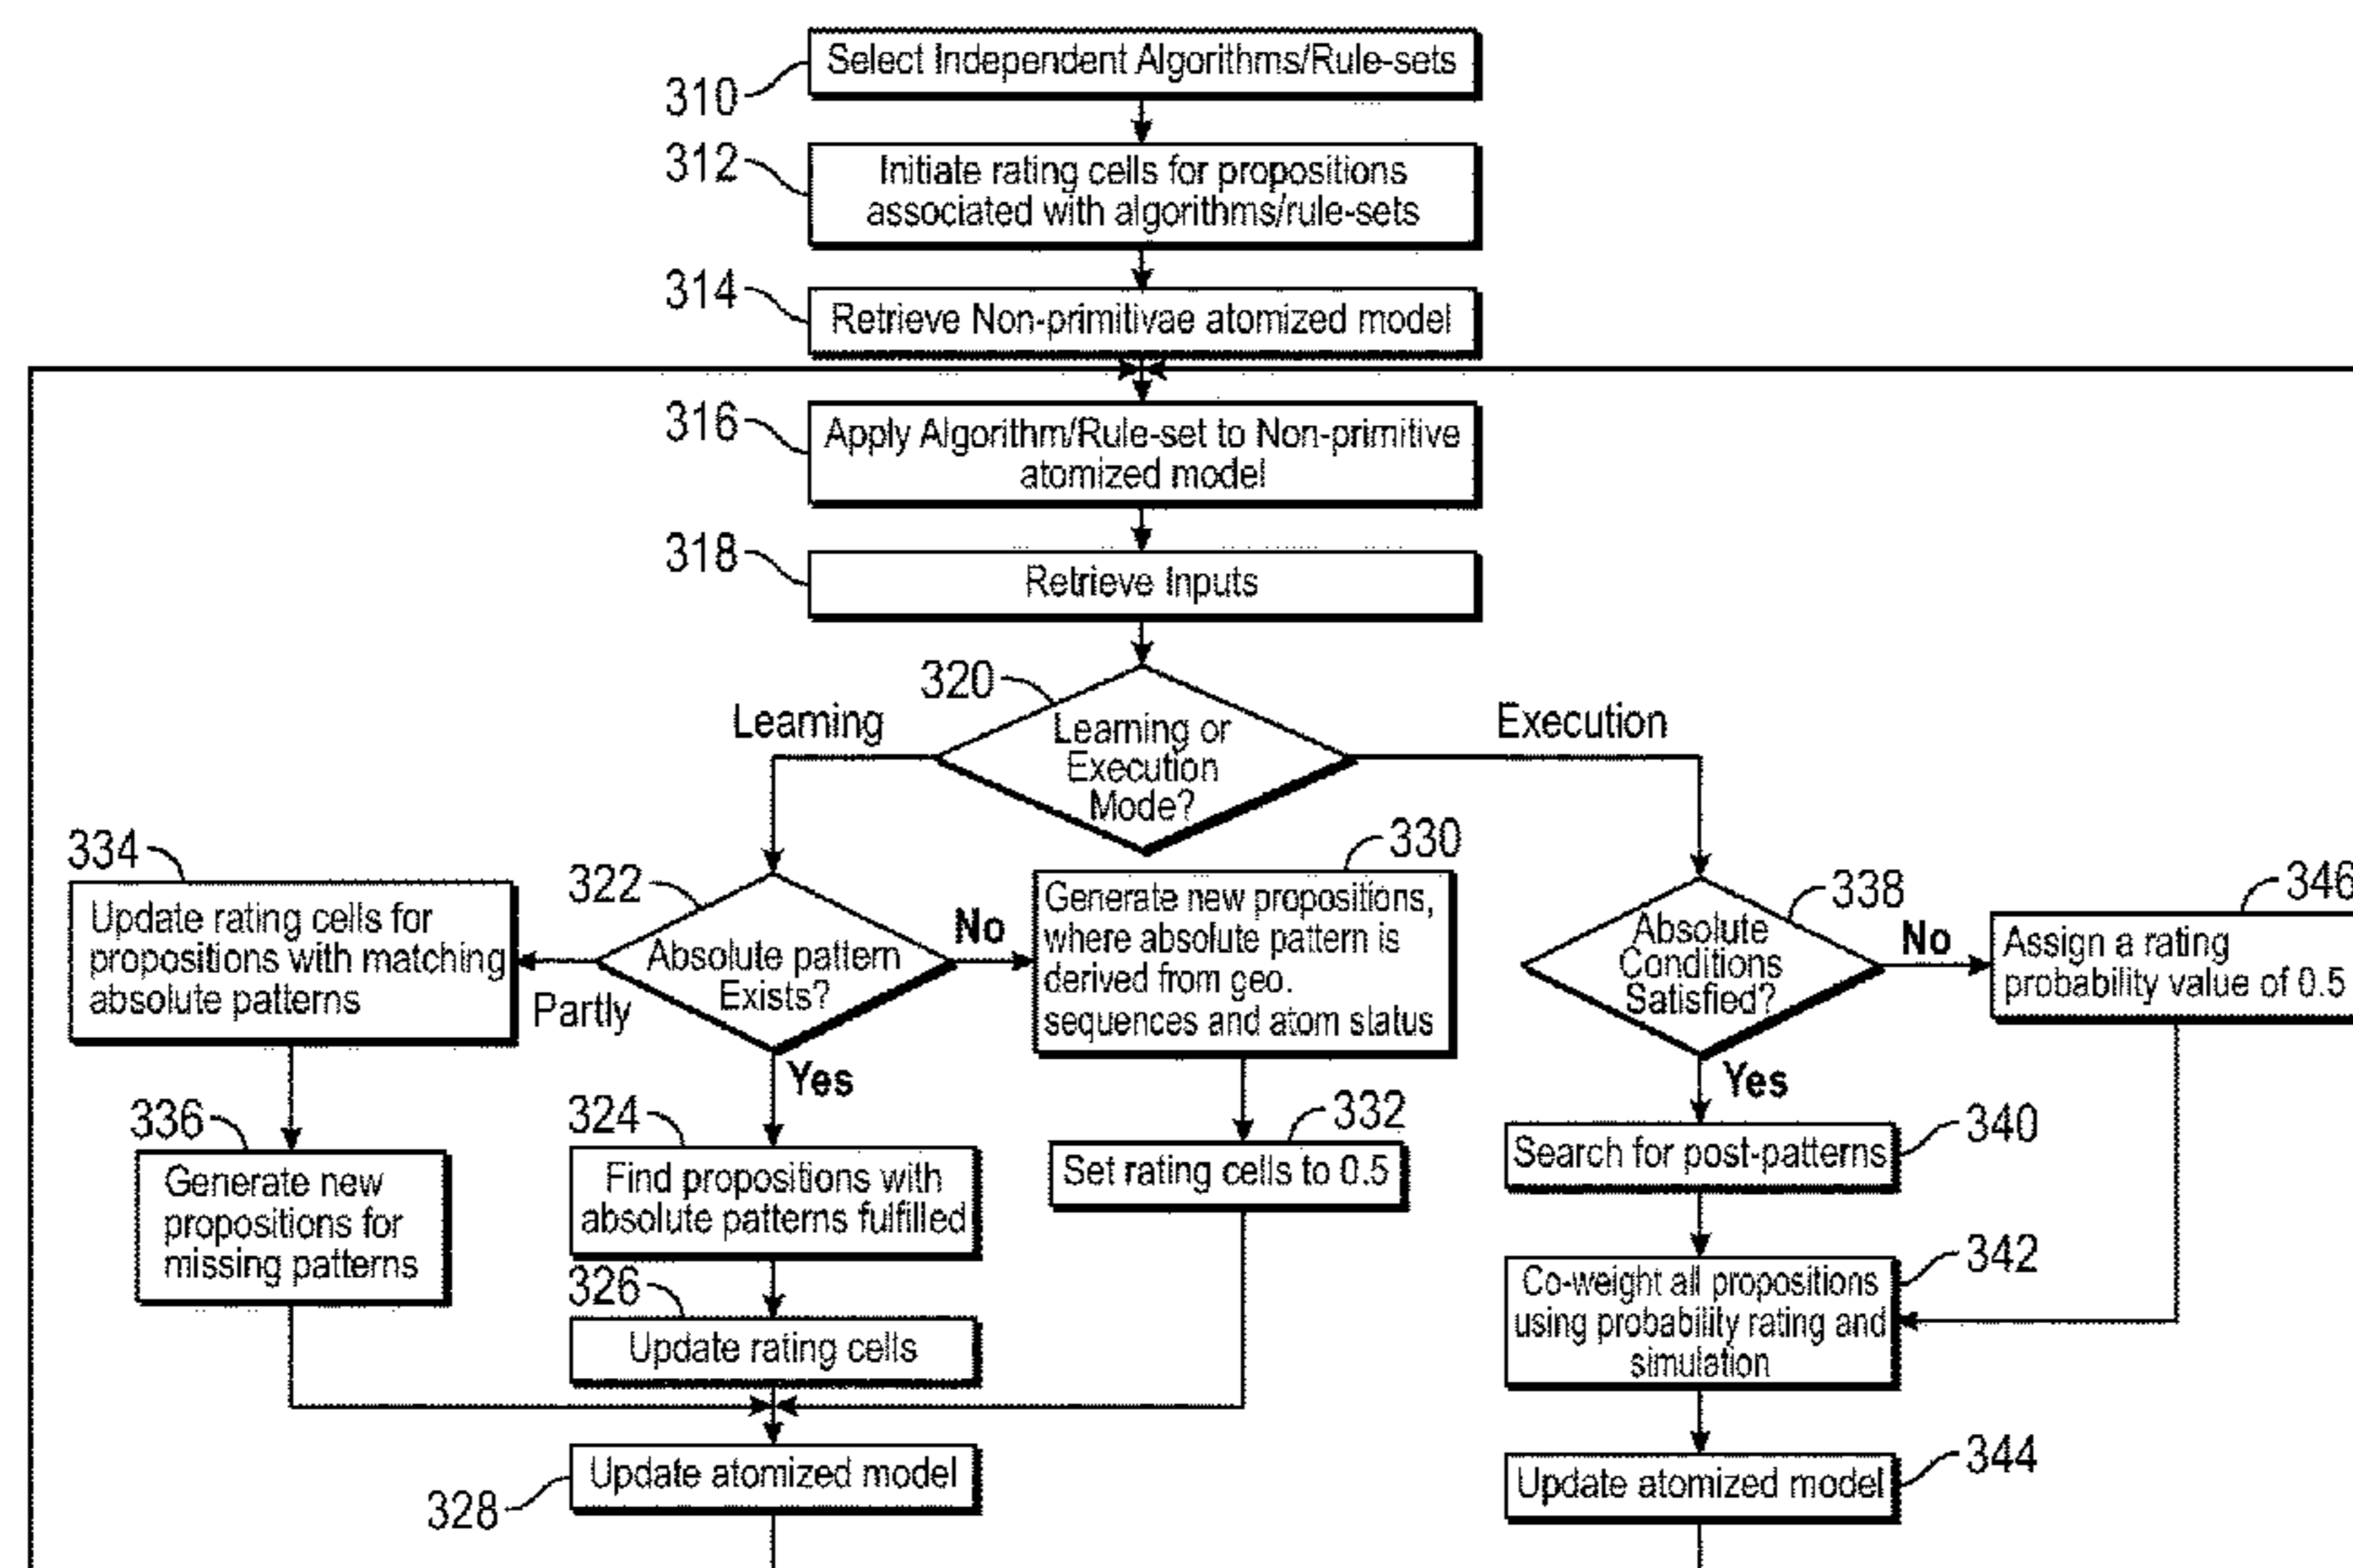 310
Select Independent Algorithms/Rule-sets
312
Initiate rating cells for propositions
associated with algorithms/rule-sets
314
Retrieve Non-primitivae atomized model
316
Apply Algorithm/Rule-set to Non-primitive
atomized model
318
Retrieve Inputs
320
Learning or
Execution
Mode?
Learning
Execution
334
Update rating cells for
propositions with matching
absolute patterns
322
Absolute pattern
Exists?
Partly
No
Yes
330
Generate new propositions,
where absolute pattern is
derived from geo.
sequences and atom status
338
Absolute
Conditions
Satisfied?
No
Yes
346
Assign a rating
probability value of 0.5
336
Generate new
propositions for
missing patterns
324
Find propositions with
absolute patterns fulfilled
332
Set rating cells to 0.5
340
Search for post-patterns
326
Update rating cells
342
Co-weight all propositions
using probability rating and
simulation
328
Update atomized model
344
Update atomized model